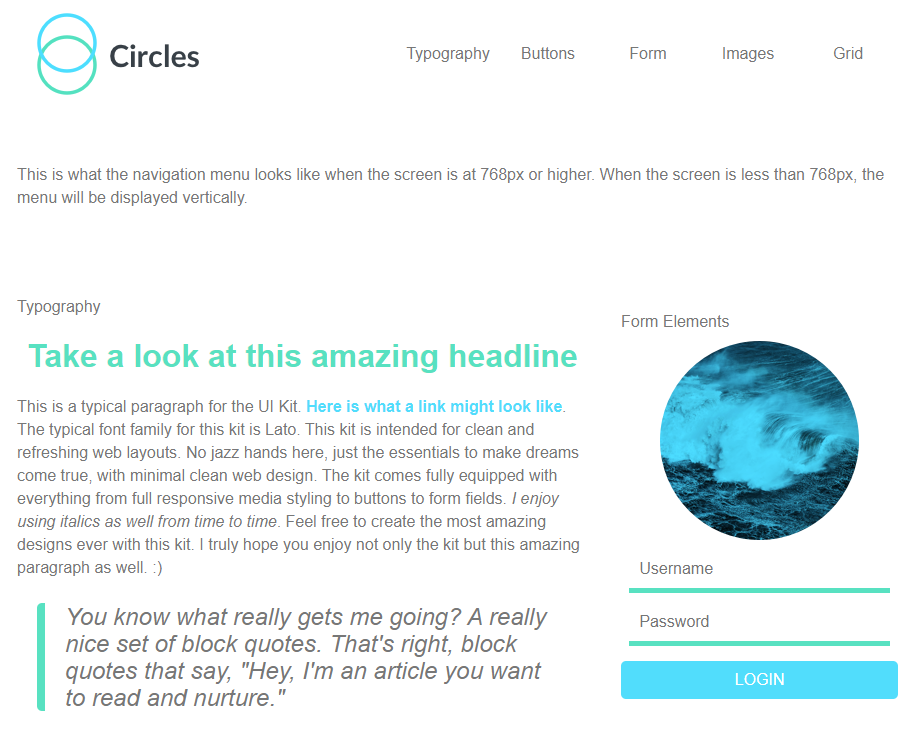 Circles
Typography Buttons Form Images Grid
This is what the navigation menu looks like when the screen is at 768px or higher. When the screen is less than 768px, the
menu will be displayed vertically.
Typography
Take a look at this amazing headline
This is a typical paragraph for the UI Kit. Here is what a link might look like.
The typical font family for this kit is Lato. This kit is intended for clean and
refreshing web layouts. No jazz hands here, just the essentials to make dreams
come true, with minimal clean web design. The kit comes fully equipped with
everything from full responsive media styling to buttons to form fields. I enjoy
using italics as well from time to time. Feel free to create the most amazing
designs ever with this kit. I truly hope you enjoy not only the kit but this amazing
paragraph as well. :)
You know what really gets me going? A really
nice set of block quotes. That's right, block
quotes that say, "Hey, I'm an article you want
to read and nurture."
Form Elements
Username
Password
LOGIN